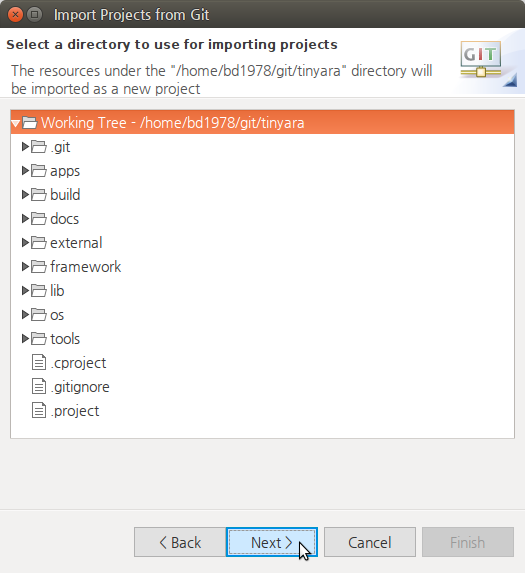 Import Projects from Git
Select a directory to use for importing projects
The resources under the "/home/bd1978/git/tinyara" directory will
be imported as a new project
GIT
Working Tree - /home/bd1978/git/tinyara
.git
apps
build
docs
external
framework
lib
os
tools
.cproject
.gitignore
.project
< Back
Next >
Cancel
Finish